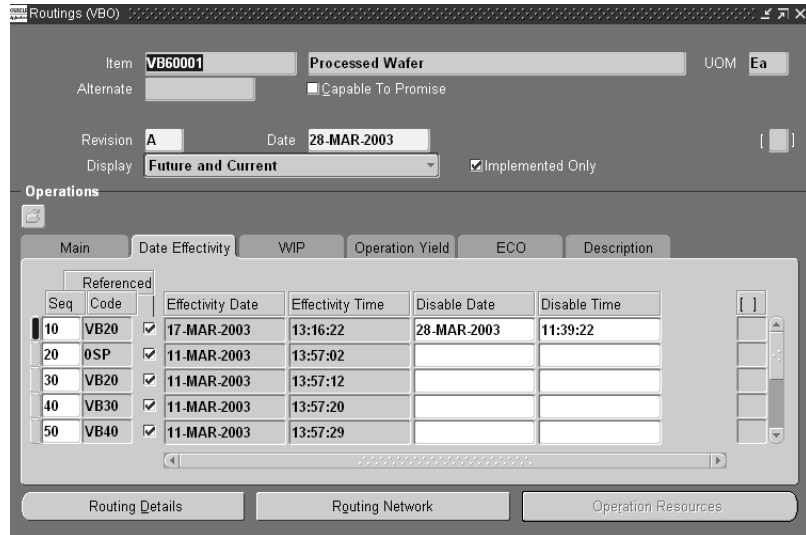 Routings (VBO)
Item VB60001 Processed Wafer UOM Ea
Alternate Capable To Promise
Revision A Date 28-MAR-2003 [ ]
Display Future and Current Implemented Only
Operations
Main Date Effectivity WIP Operation Yield ECO Description
Referenced
Seq Code Effectivity Date Effectivity Time Disable Date Disable Time [ ]
10 VB20 17-MAR-2003 13:16:22 28-MAR-2003 11:39:22
20 0SP 11-MAR-2003 13:57:02
30 VB20 11-MAR-2003 13:57:12
40 VB30 11-MAR-2003 13:57:20
50 VB40 11-MAR-2003 13:57:29
Routing Details Routing Network Operation Resources